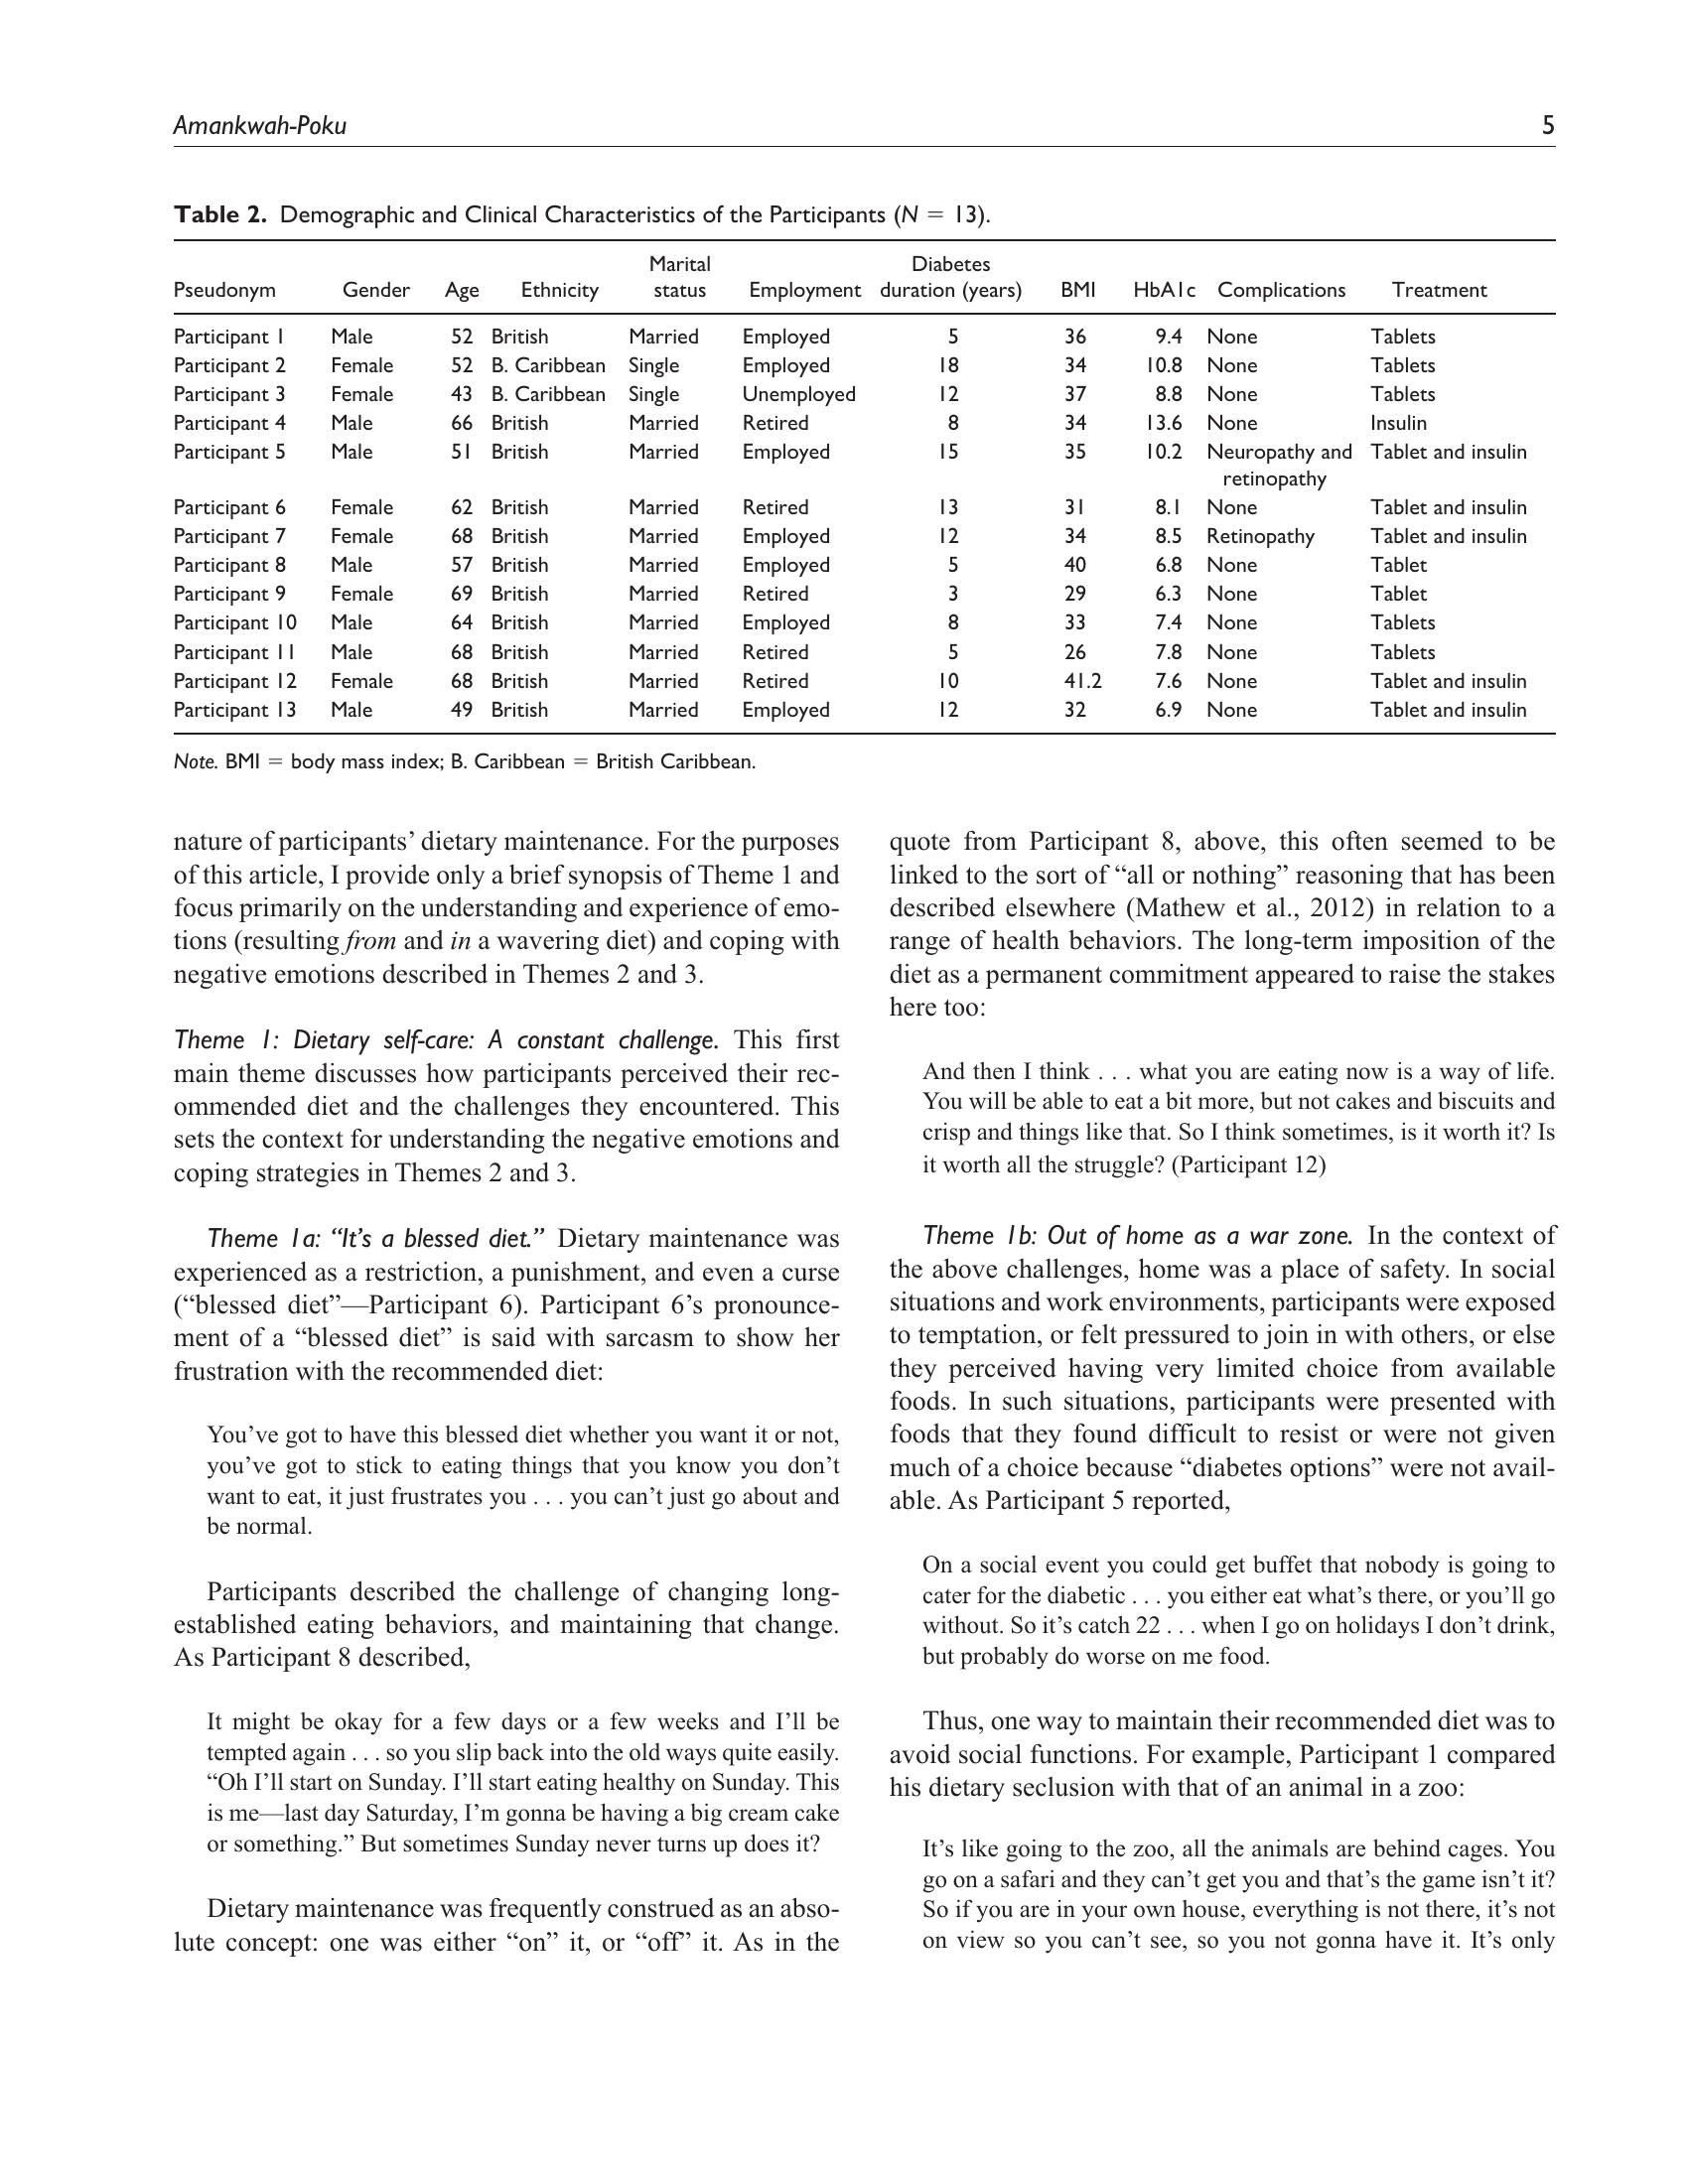 Amankwah-Poku 5
Table 2. Demographic and Clinical Characteristics of the Participants (N = 13).
Marital Diabetes
Pseudonym Gender Age Ethnicity status Employment duration (years) BMI HbA1c Complications Treatment
Participant 1 Male 52 British Married Employed 5 36 9.4 None Tablets
Participant 2 Female 52 B. Caribbean Single Employed 18 34 10.8 None Tablets
Participant 3 Female 43 B. Caribbean Single Unemployed 12 37 8.8 None Tablets
Participant 4 Male 66 British Married Retired 8 34 13.6 None Insulin
Participant 5 Male 51 British Married Employed 15 35 10.2 Neuropathy and Tablet and insulin
retinopathy
Participant 6 Female 62 British Married Retired 13 31 8.1 None Tablet and insulin
Participant 7 Female 68 British Married Employed 12 34 8.5 Retinopathy Tablet and insulin
Participant 8 Male 57 British Married Employed 5 40 6.8 None Tablet
Participant 9 Female 69 British Married Retired 3 29 6.3 None Tablet
Participant 10 Male 64 British Married Employed 8 33 7.4 None Tablets
Participant 11 Male 68 British Married Retired 5 26 7.8 None Tablets
Participant 12 Female 68 British Married Retired 10 41.2 7.6 None Tablet and insulin
Participant 13 Male 49 British Married Employed 12 32 6.9 None Tablet and insulin
Note. BMI = body mass index; B. Caribbean = British Caribbean.
nature of participants’ dietary maintenance. For the purposes
of this article, I provide only a brief synopsis of Theme 1 and
focus primarily on the understanding and experience of emo-
tions (resulting from and in a wavering diet) and coping with
negative emotions described in Themes 2 and 3.
Theme 1: Dietary self-care: A constant challenge. This first
main theme discusses how participants perceived their rec-
ommended diet and the challenges they encountered. This
sets the context for understanding the negative emotions and
coping strategies in Themes 2 and 3.
Theme 1a: “It’s a blessed diet.” Dietary maintenance was
experienced as a restriction, a punishment, and even a curse
(“blessed diet”—Participant 6). Participant 6’s pronounce-
ment of a “blessed diet” is said with sarcasm to show her
frustration with the recommended diet:
You’ve got to have this blessed diet whether you want it or not,
you’ve got to stick to eating things that you know you don’t
want to eat, it just frustrates you . . . you can’t just go about and
be normal.
Participants described the challenge of changing long-
established eating behaviors, and maintaining that change.
As Participant 8 described,
It might be okay for a few days or a few weeks and I’ll be
tempted again . . . so you slip back into the old ways quite easily.
“Oh I’ll start on Sunday. I’ll start eating healthy on Sunday. This
is me—last day Saturday, I’m gonna be having a big cream cake
or something.” But sometimes Sunday never turns up does it?
Dietary maintenance was frequently construed as an abso-
lute concept: one was either “on” it, or “off” it. As in the
quote from Participant 8, above, this often seemed to be
linked to the sort of “all or nothing” reasoning that has been
described elsewhere (Mathew et al., 2012) in relation to a
range of health behaviors. The long-term imposition of the
diet as a permanent commitment appeared to raise the stakes
here too:
And then I think . . . what you are eating now is a way of life.
You will be able to eat a bit more, but not cakes and biscuits and
crisp and things like that. So I think sometimes, is it worth it? Is
it worth all the struggle? (Participant 12)
Theme 1b: Out of home as a war zone. In the context of
the above challenges, home was a place of safety. In social
situations and work environments, participants were exposed
to temptation, or felt pressured to join in with others, or else
they perceived having very limited choice from available
foods. In such situations, participants were presented with
foods that they found difficult to resist or were not given
much of a choice because “diabetes options” were not avail-
able. As Participant 5 reported,
On a social event you could get buffet that nobody is going to
cater for the diabetic . . . you either eat what’s there, or you’ll go
without. So it’s catch 22 . . . when I go on holidays I don’t drink,
but probably do worse on me food.
Thus, one way to maintain their recommended diet was to
avoid social functions. For example, Participant 1 compared
his dietary seclusion with that of an animal in a zoo:
It’s like going to the zoo, all the animals are behind cages. You
go on a safari and they can’t get you and that’s the game isn’t it?
So if you are in your own house, everything is not there, it’s not
on view so you can’t see, so you not gonna have it. It’s only